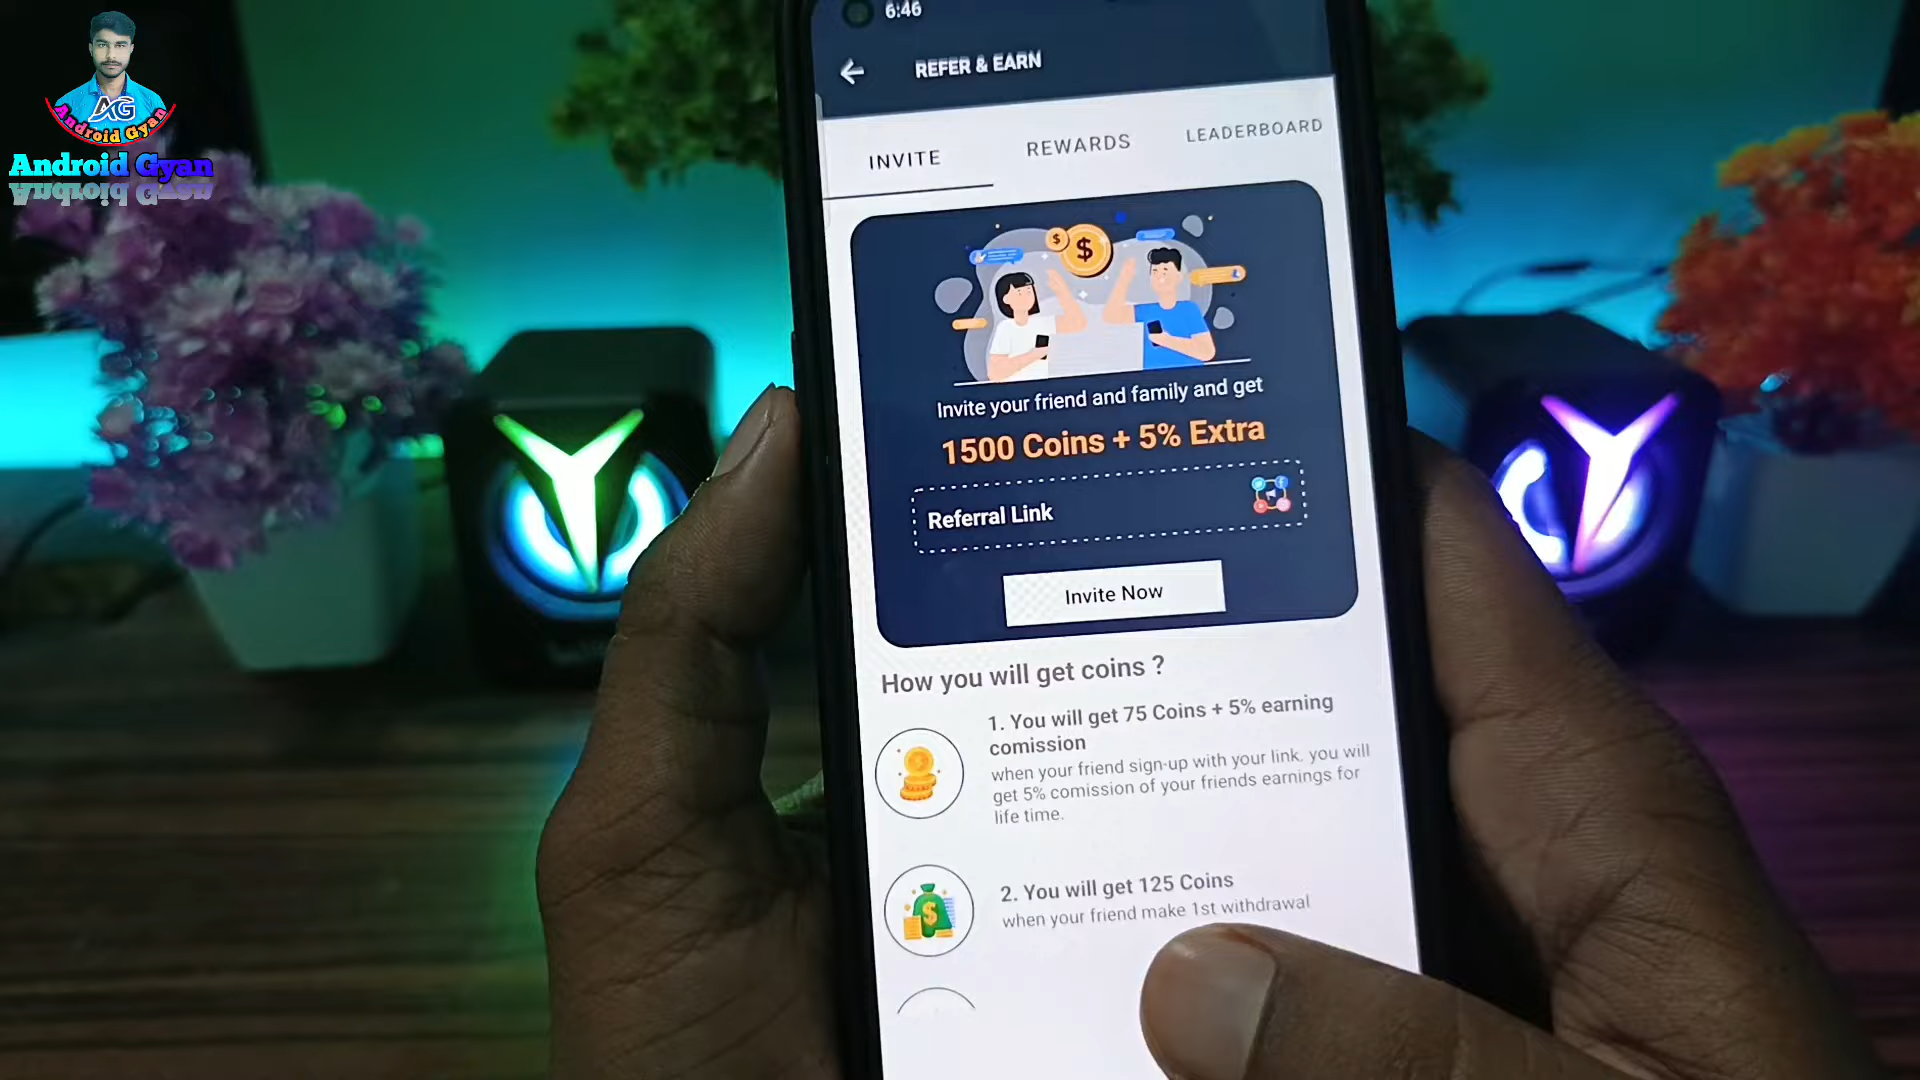 6:46
REFER & EARN
INVITE
REWARDS
LEADERBOARD
Invite your friend and family and get
1500 Coins + 5% Extra
Referral Link
Invite Now
How you will get coins ?
1. You will get 75 Coins + 5% earning
comission
when your friend sign-up with your link. you will
get 5% comission of your friends earnings for
life time.
2. You will get 125 Coins
when your friend make 1st withdrawal
AG
Android Gyan
Android Gyan